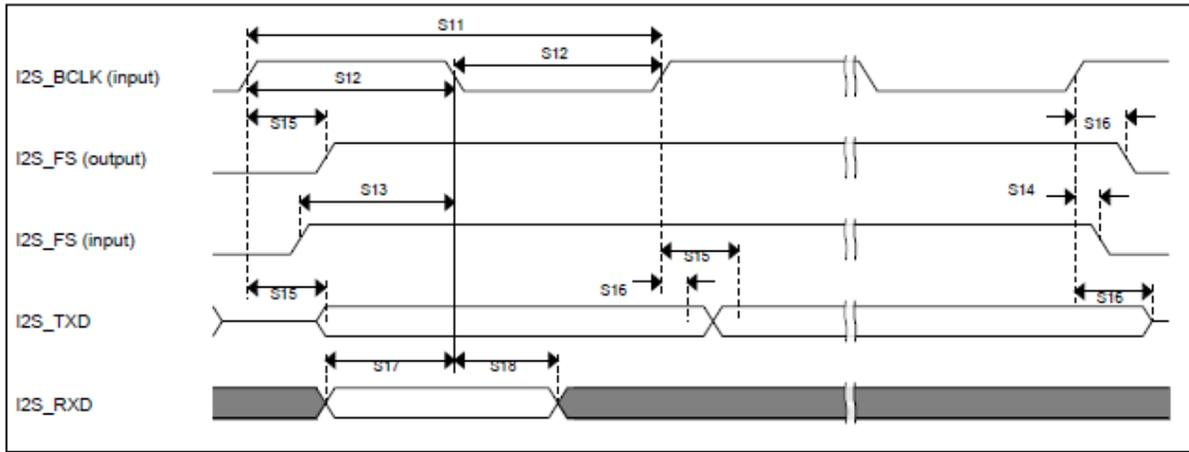 S11
I2S_BCLK (input)
S12
S12
S15
S16
I2S_FS (output)
S13
S14
I2S_FS (input)
S15
S15
S16
S16
I2S_TXD
S17
S18
I2S_RXD